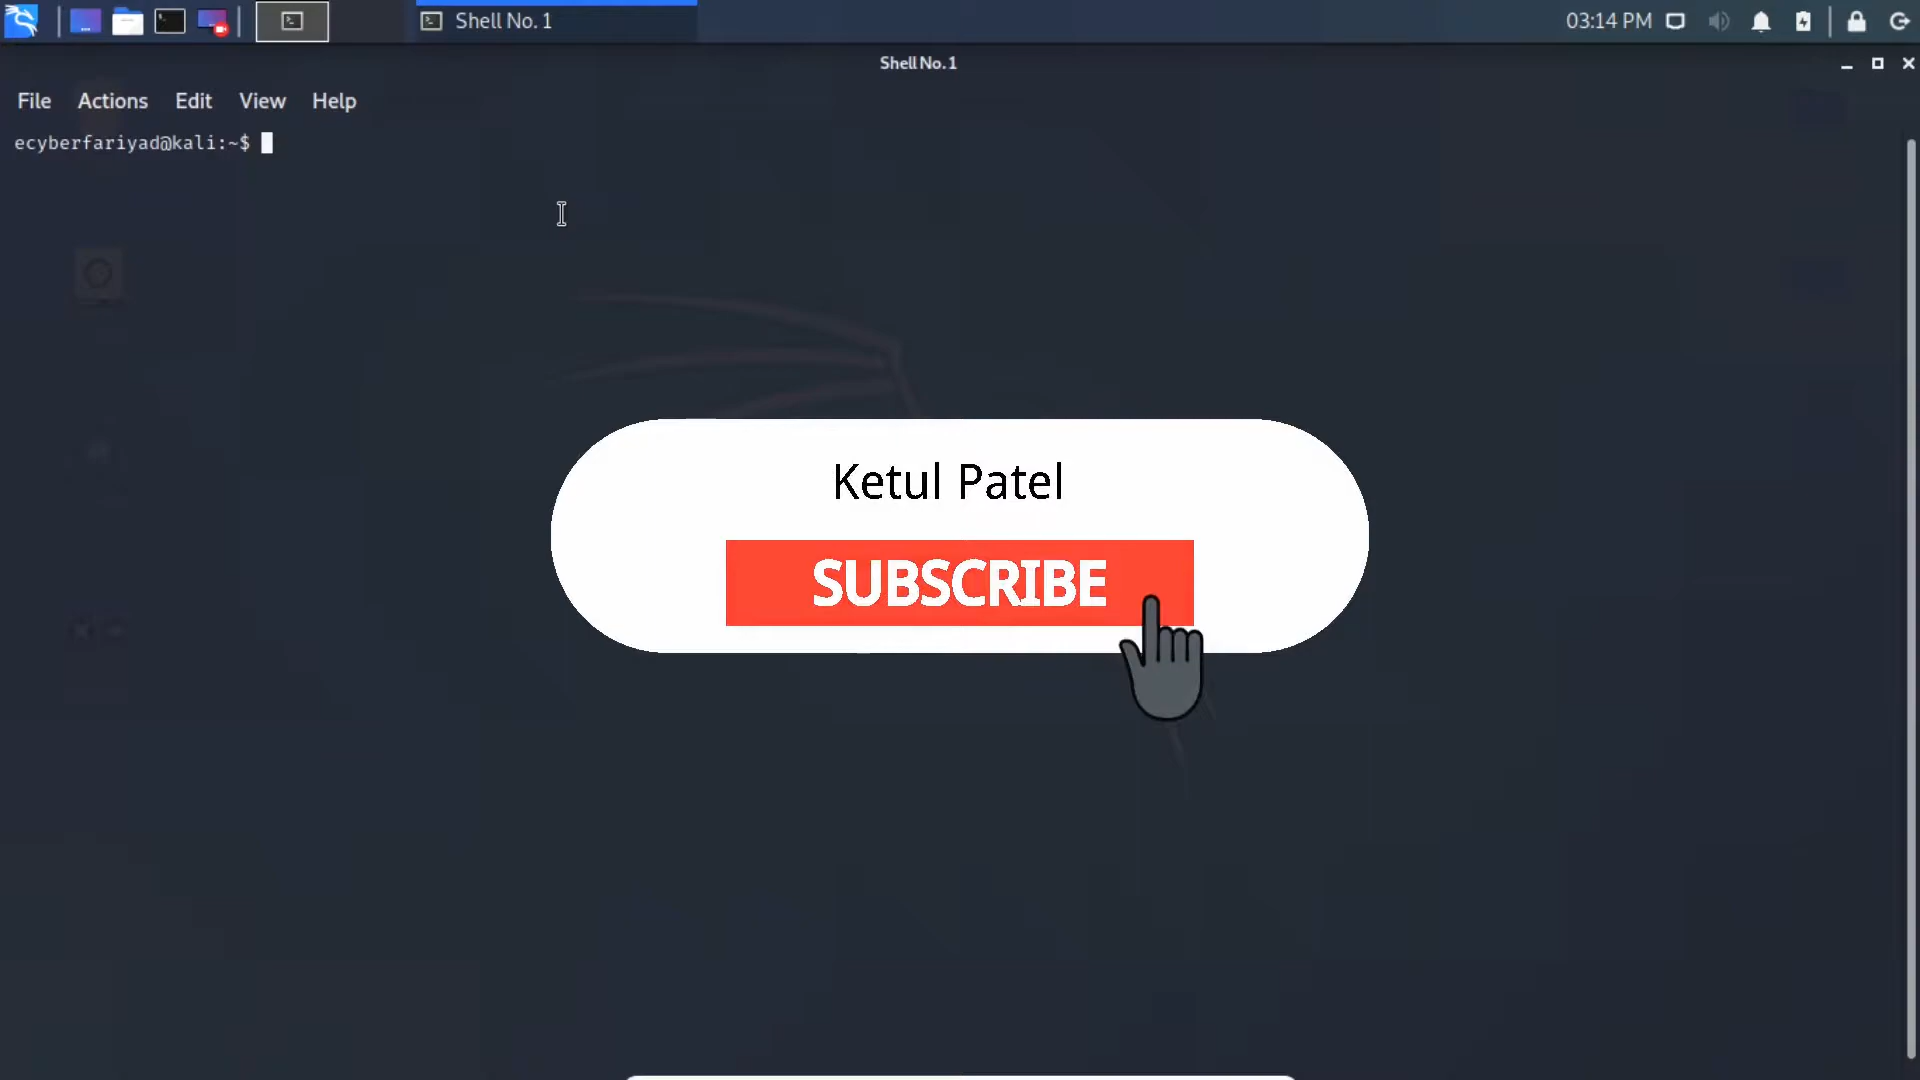 Shell No. 1
03:14 PM
Shell No. 1
File Actions Edit View Help
ecyberfariyad@kali:~$
Ketul Patel
SUBSCRIBE